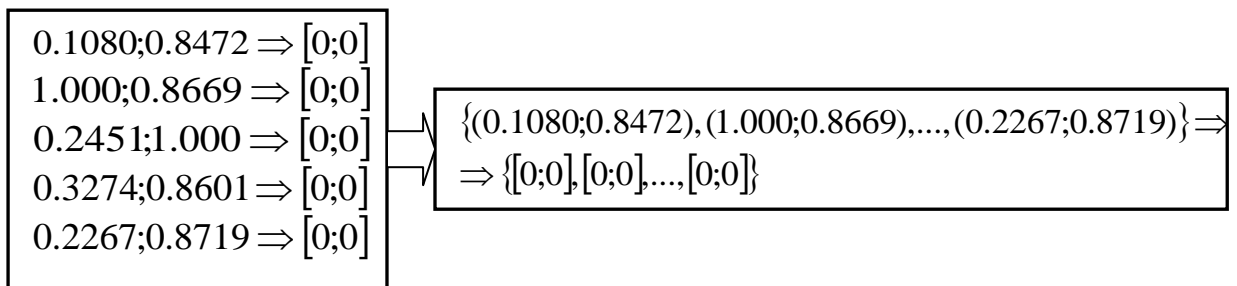 0.1080;0.8472 ⇒ [0;0]
1.000;0.8669 ⇒ [0;0]
0.2451;1.000 ⇒ [0;0]
0.3274;0.8601 ⇒ [0;0]
0.2267;0.8719 ⇒ [0;0]
{(0.1080;0.8472),(1.000;0.8669),...,(0.2267;0.8719)} ⇒
⇒ {[0;0],[0;0],...,[0;0]}